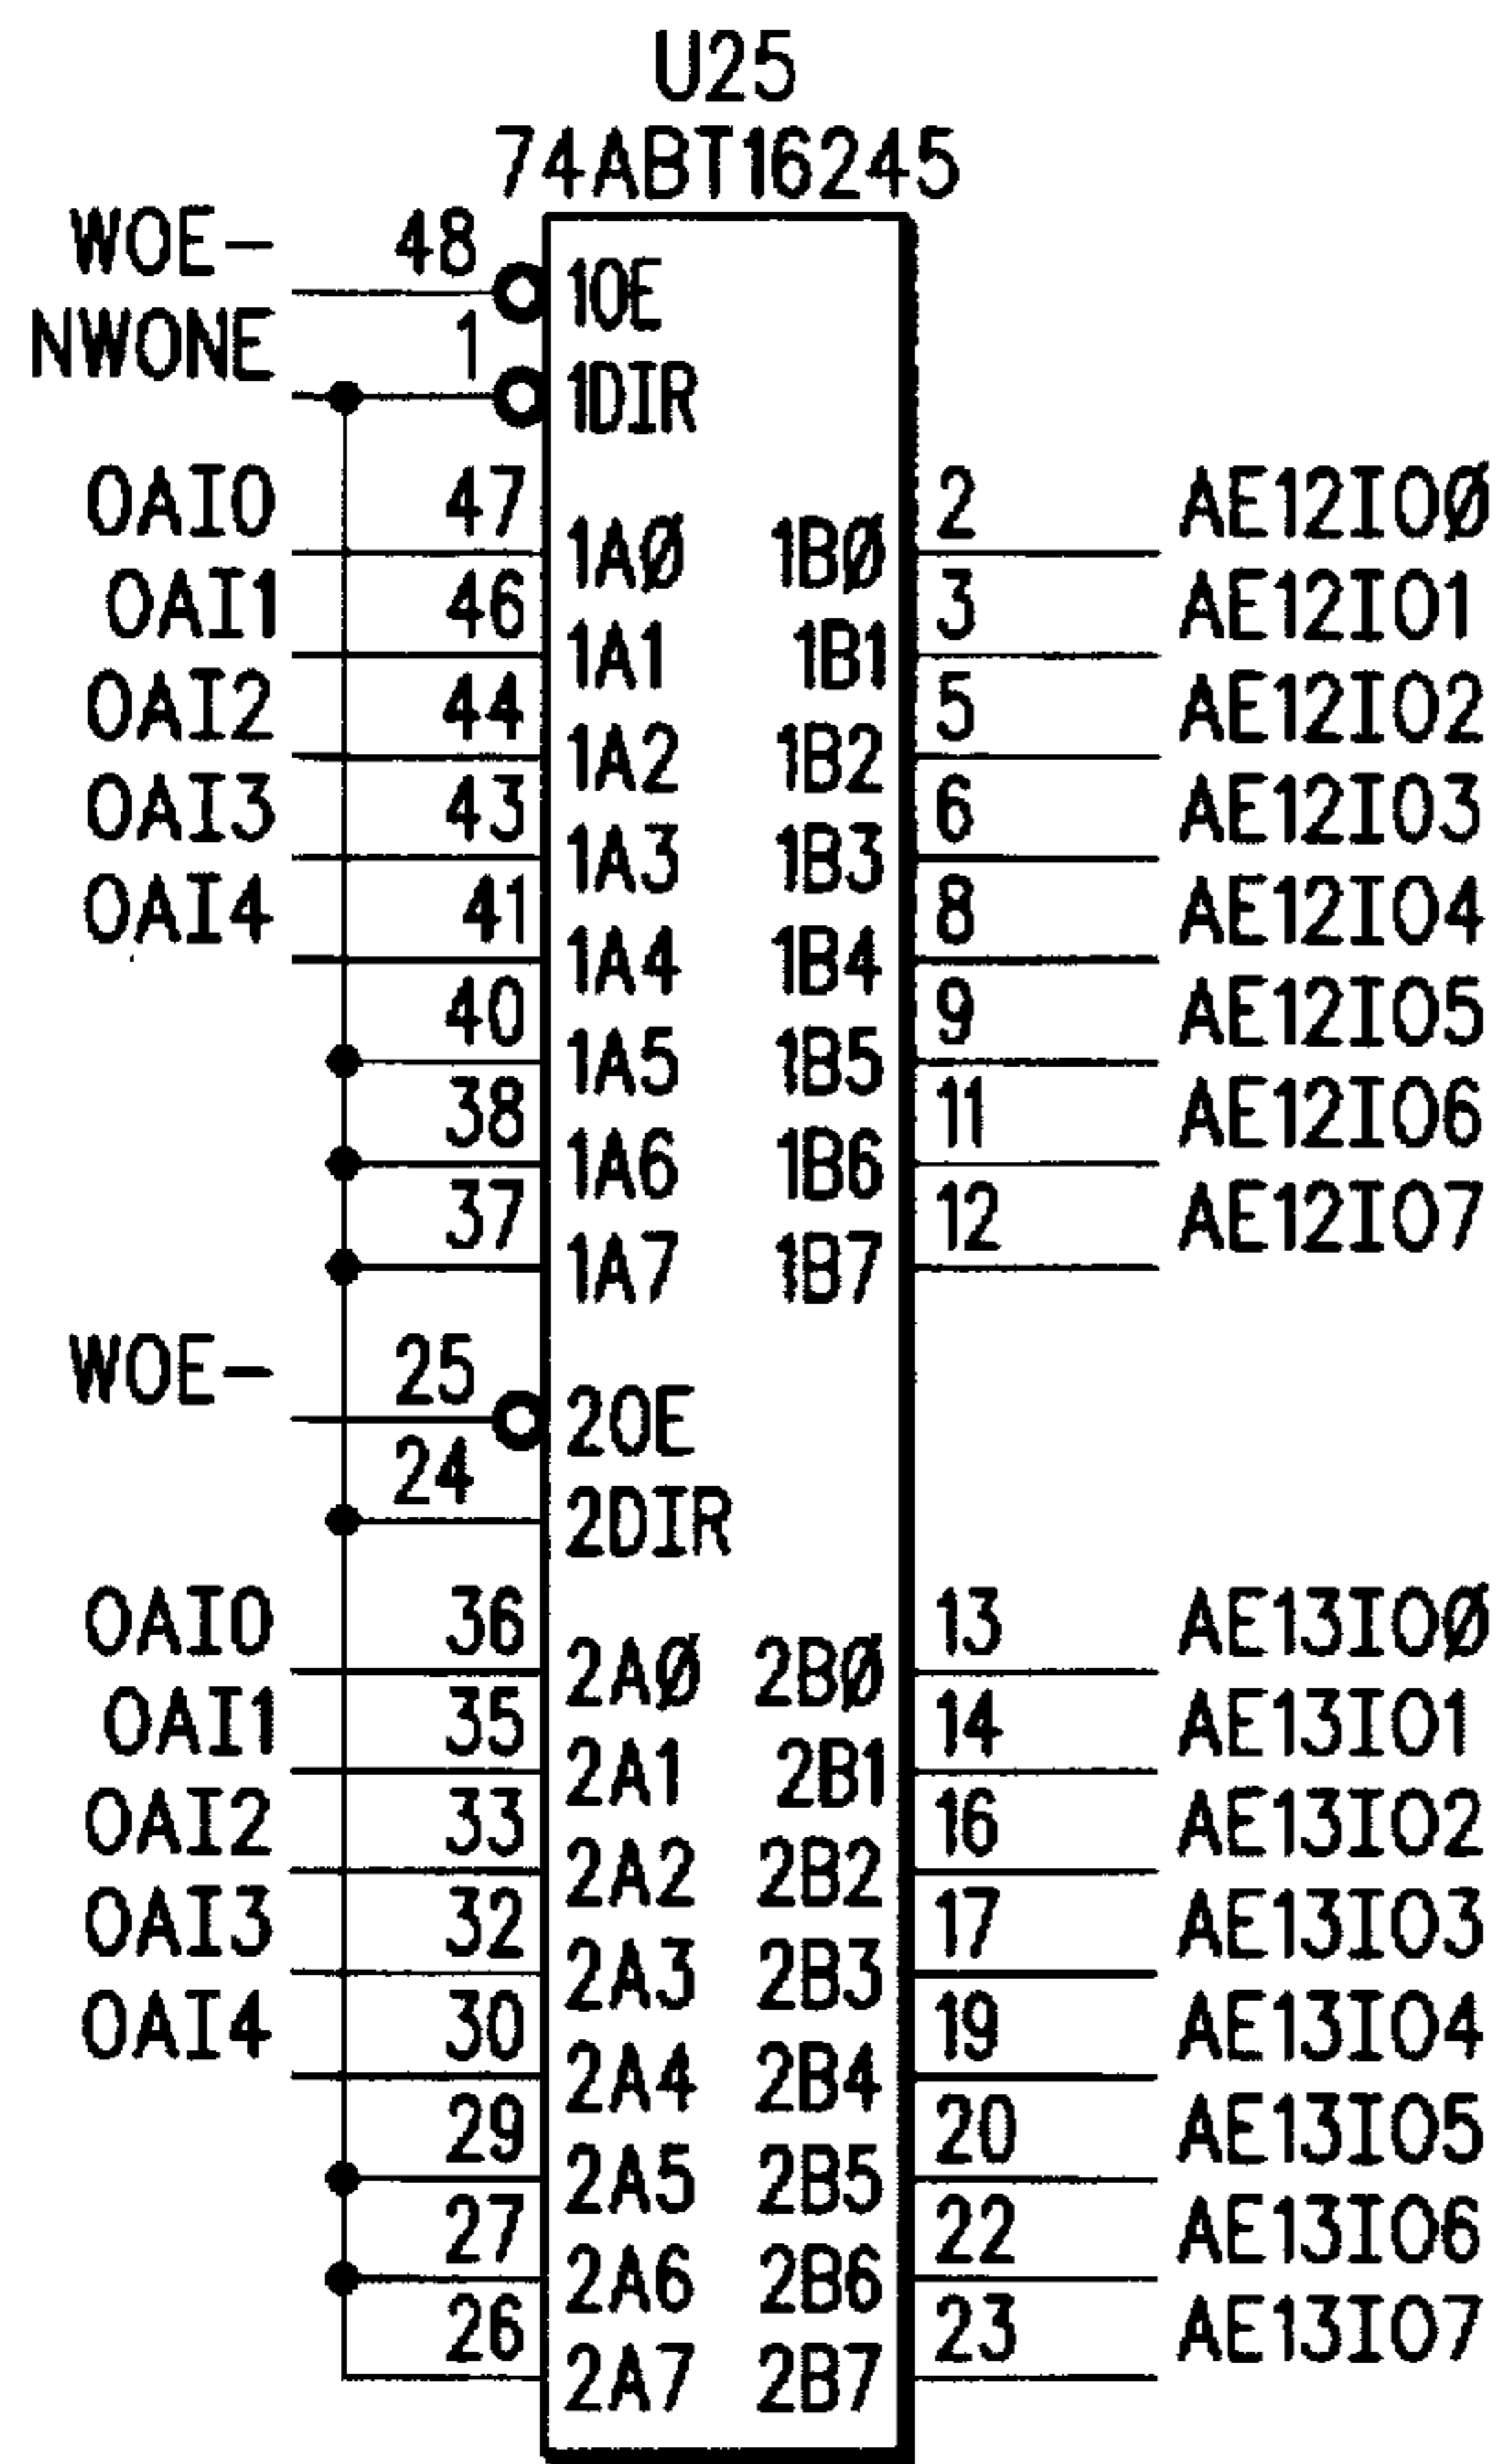 U25
74ABT16245
WOE- 48 1OE
NWONE 1 1DIR
OAI0 47 1AØ 1BØ 2 AE12IOØ
OAI1 46 1A1 1B1 3 AE12IO1
OAI2 44 1A2 1B2 5 AE12IO2
OAI3 43 1A3 1B3 6 AE12IO3
OAI4 41 1A4 1B4 8 AE12IO4
40 1A5 1B5 9 AE12IO5
38 1A6 1B6 11 AE12IO6
37 1A7 1B7 12 AE12IO7
WOE- 25 2OE
24 2DIR
OAI0 36 2AØ 2BØ 13 AE13IOØ
OAI1 35 2A1 2B1 14 AE13IO1
OAI2 33 2A2 2B2 16 AE13IO2
OAI3 32 2A3 2B3 17 AE13IO3
OAI4 30 2A4 2B4 19 AE13IO4
29 2A5 2B5 20 AE13IO5
27 2A6 2B6 22 AE13IO6
26 2A7 2B7 23 AE13IO7